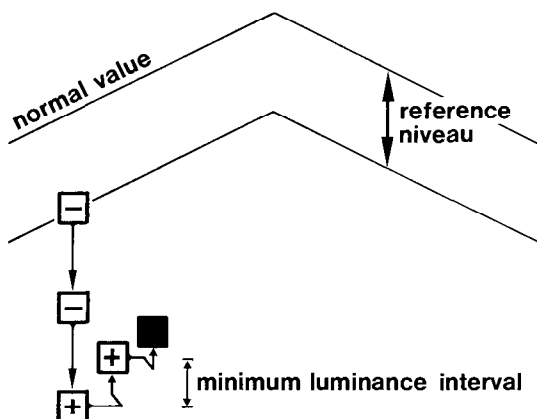 normal value
reference
niveau
−
−
+
+
minimum luminance interval